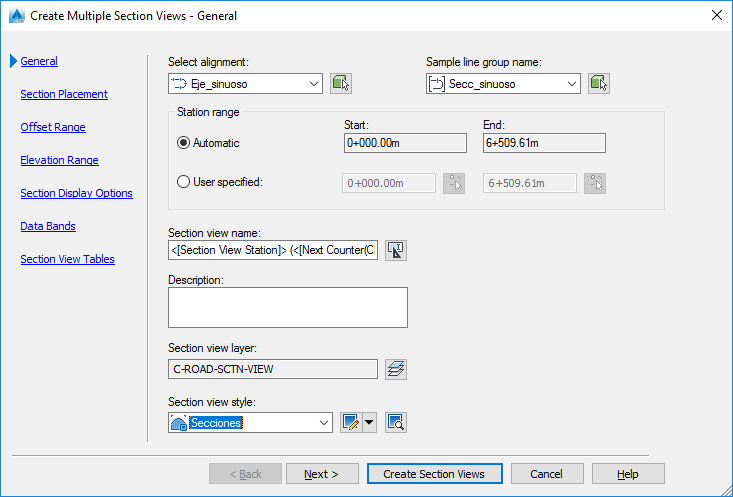 Create Multiple Section Views - General
General
Section Placement
Offset Range
Elevation Range
Section Display Options
Data Bands
Section View Tables
Select alignment:
Sample line group name:
Eje_sinuoso
Secc_sinuoso
Station range
Start:
End:
Automatic
0+000.00m
6+509.61m
User specified:
0+000.00m
6+509.61m
Section view name:
<[Section View Station]> (<[Next Counter(C
Description:
Section view layer:
C-ROAD-SCTN-VIEW
Section view style:
Secciones
< Back
Next >
Create Section Views
Cancel
Help